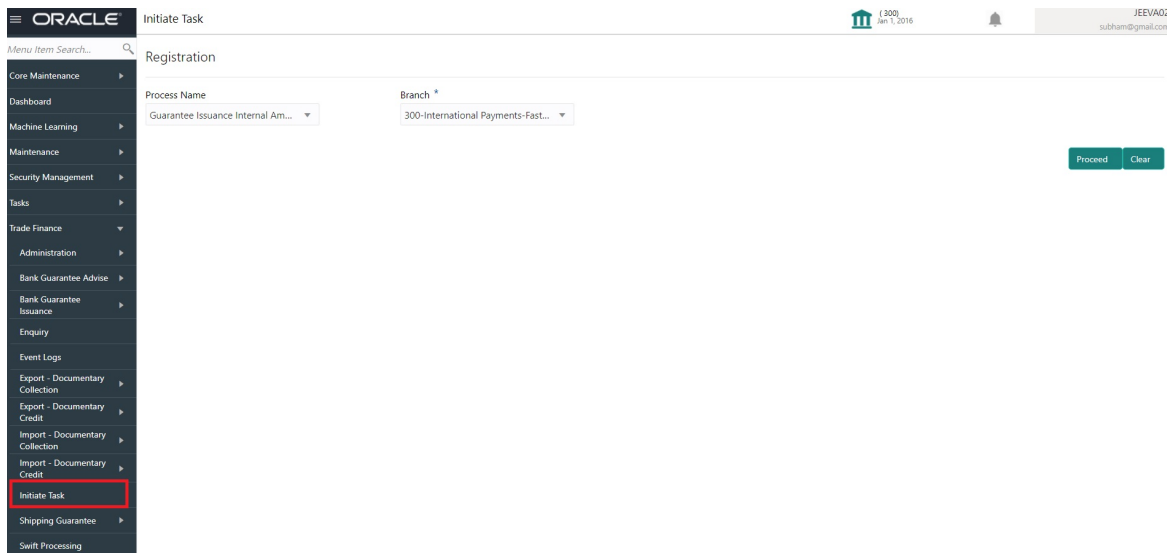 ORACLE
Initiate Task
(300)
Jan 1, 2016
JEEVA02
subham@gmail.com
Menu Item Search...
Core Maintenance
Dashboard
Machine Learning
Maintenance
Security Management
Tasks
Trade Finance
Administration
Bank Guarantee Advise
Bank Guarantee
Issuance
Enquiry
Event Logs
Export - Documentary
Collection
Export - Documentary
Credit
Import - Documentary
Collection
Import - Documentary
Credit
Initiate Task
Shipping Guarantee
Swift Processing
Registration
Process Name
Branch *
Guarantee Issuance Internal Am...
300-International Payments-Fast...
Proceed
Clear